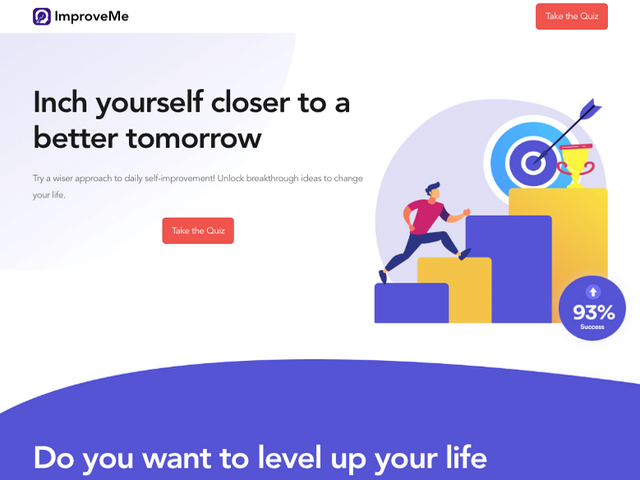 ImproveMe
Take the Quiz
Inch yourself closer to a
better tomorrow
Try a wiser approach to daily self-improvement! Unlock breakthrough ideas to change
your life.
Take the Quiz
93%
Success
Do you want to level up your life